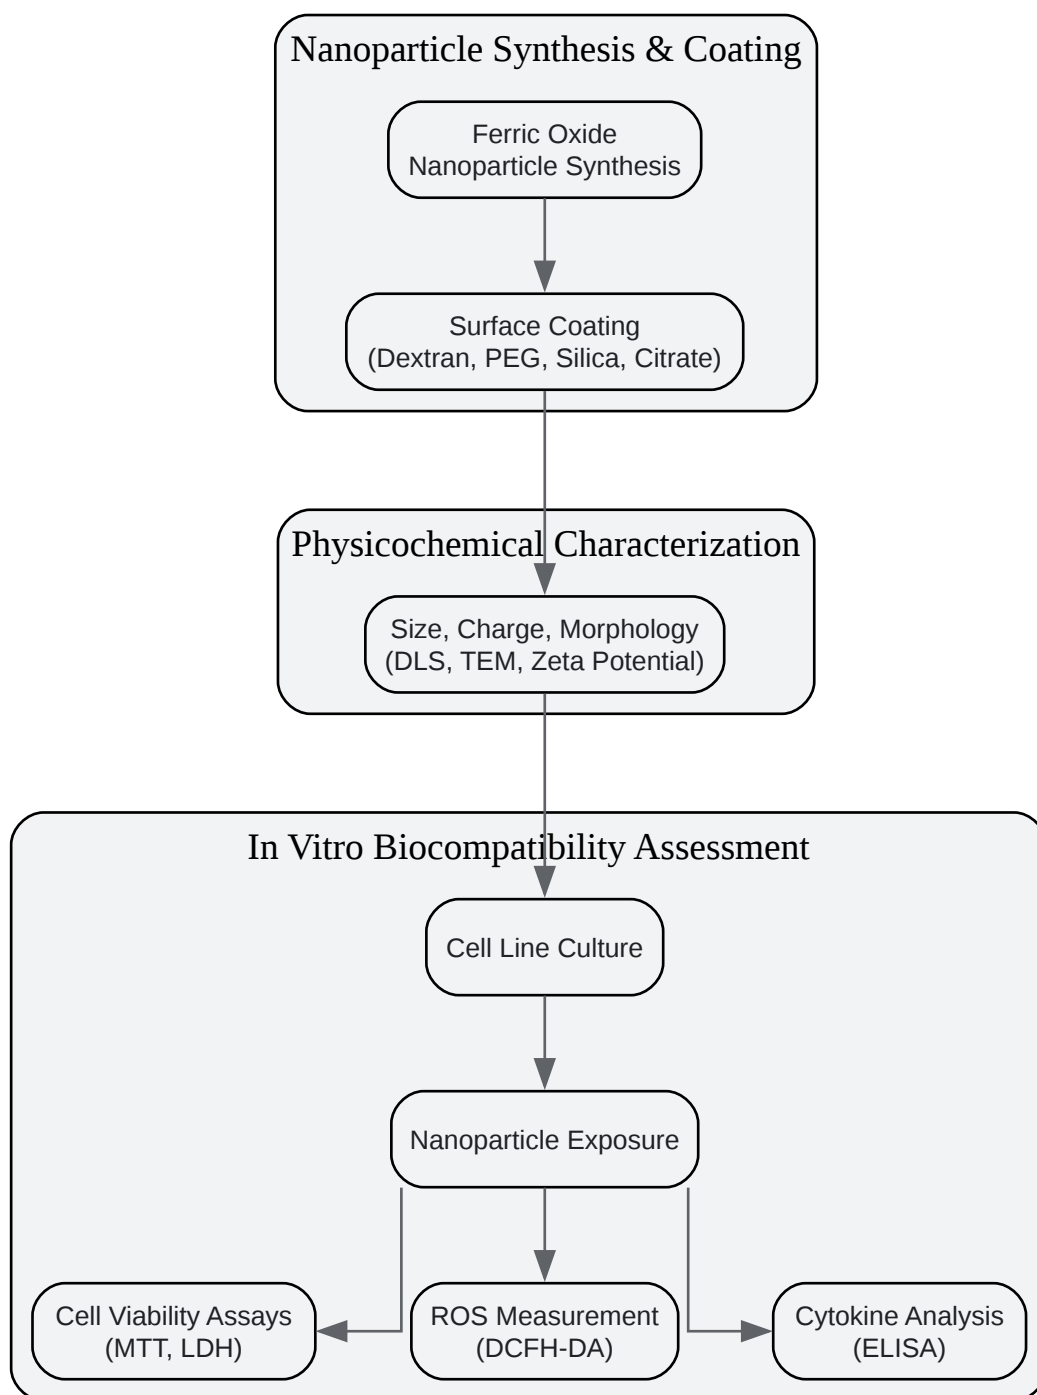 Nanoparticle Synthesis & Coating
Ferric Oxide
Nanoparticle Synthesis
Surface Coating
(Dextran, PEG, Silica, Citrate)
Physicochemical Characterization
Size, Charge, Morphology
(DLS, TEM, Zeta Potential)
In Vitro Biocompatibility Assessment
Cell Line Culture
Nanoparticle Exposure
Cell Viability Assays
(MTT, LDH)
ROS Measurement
(DCFH-DA)
Cytokine Analysis
(ELISA)